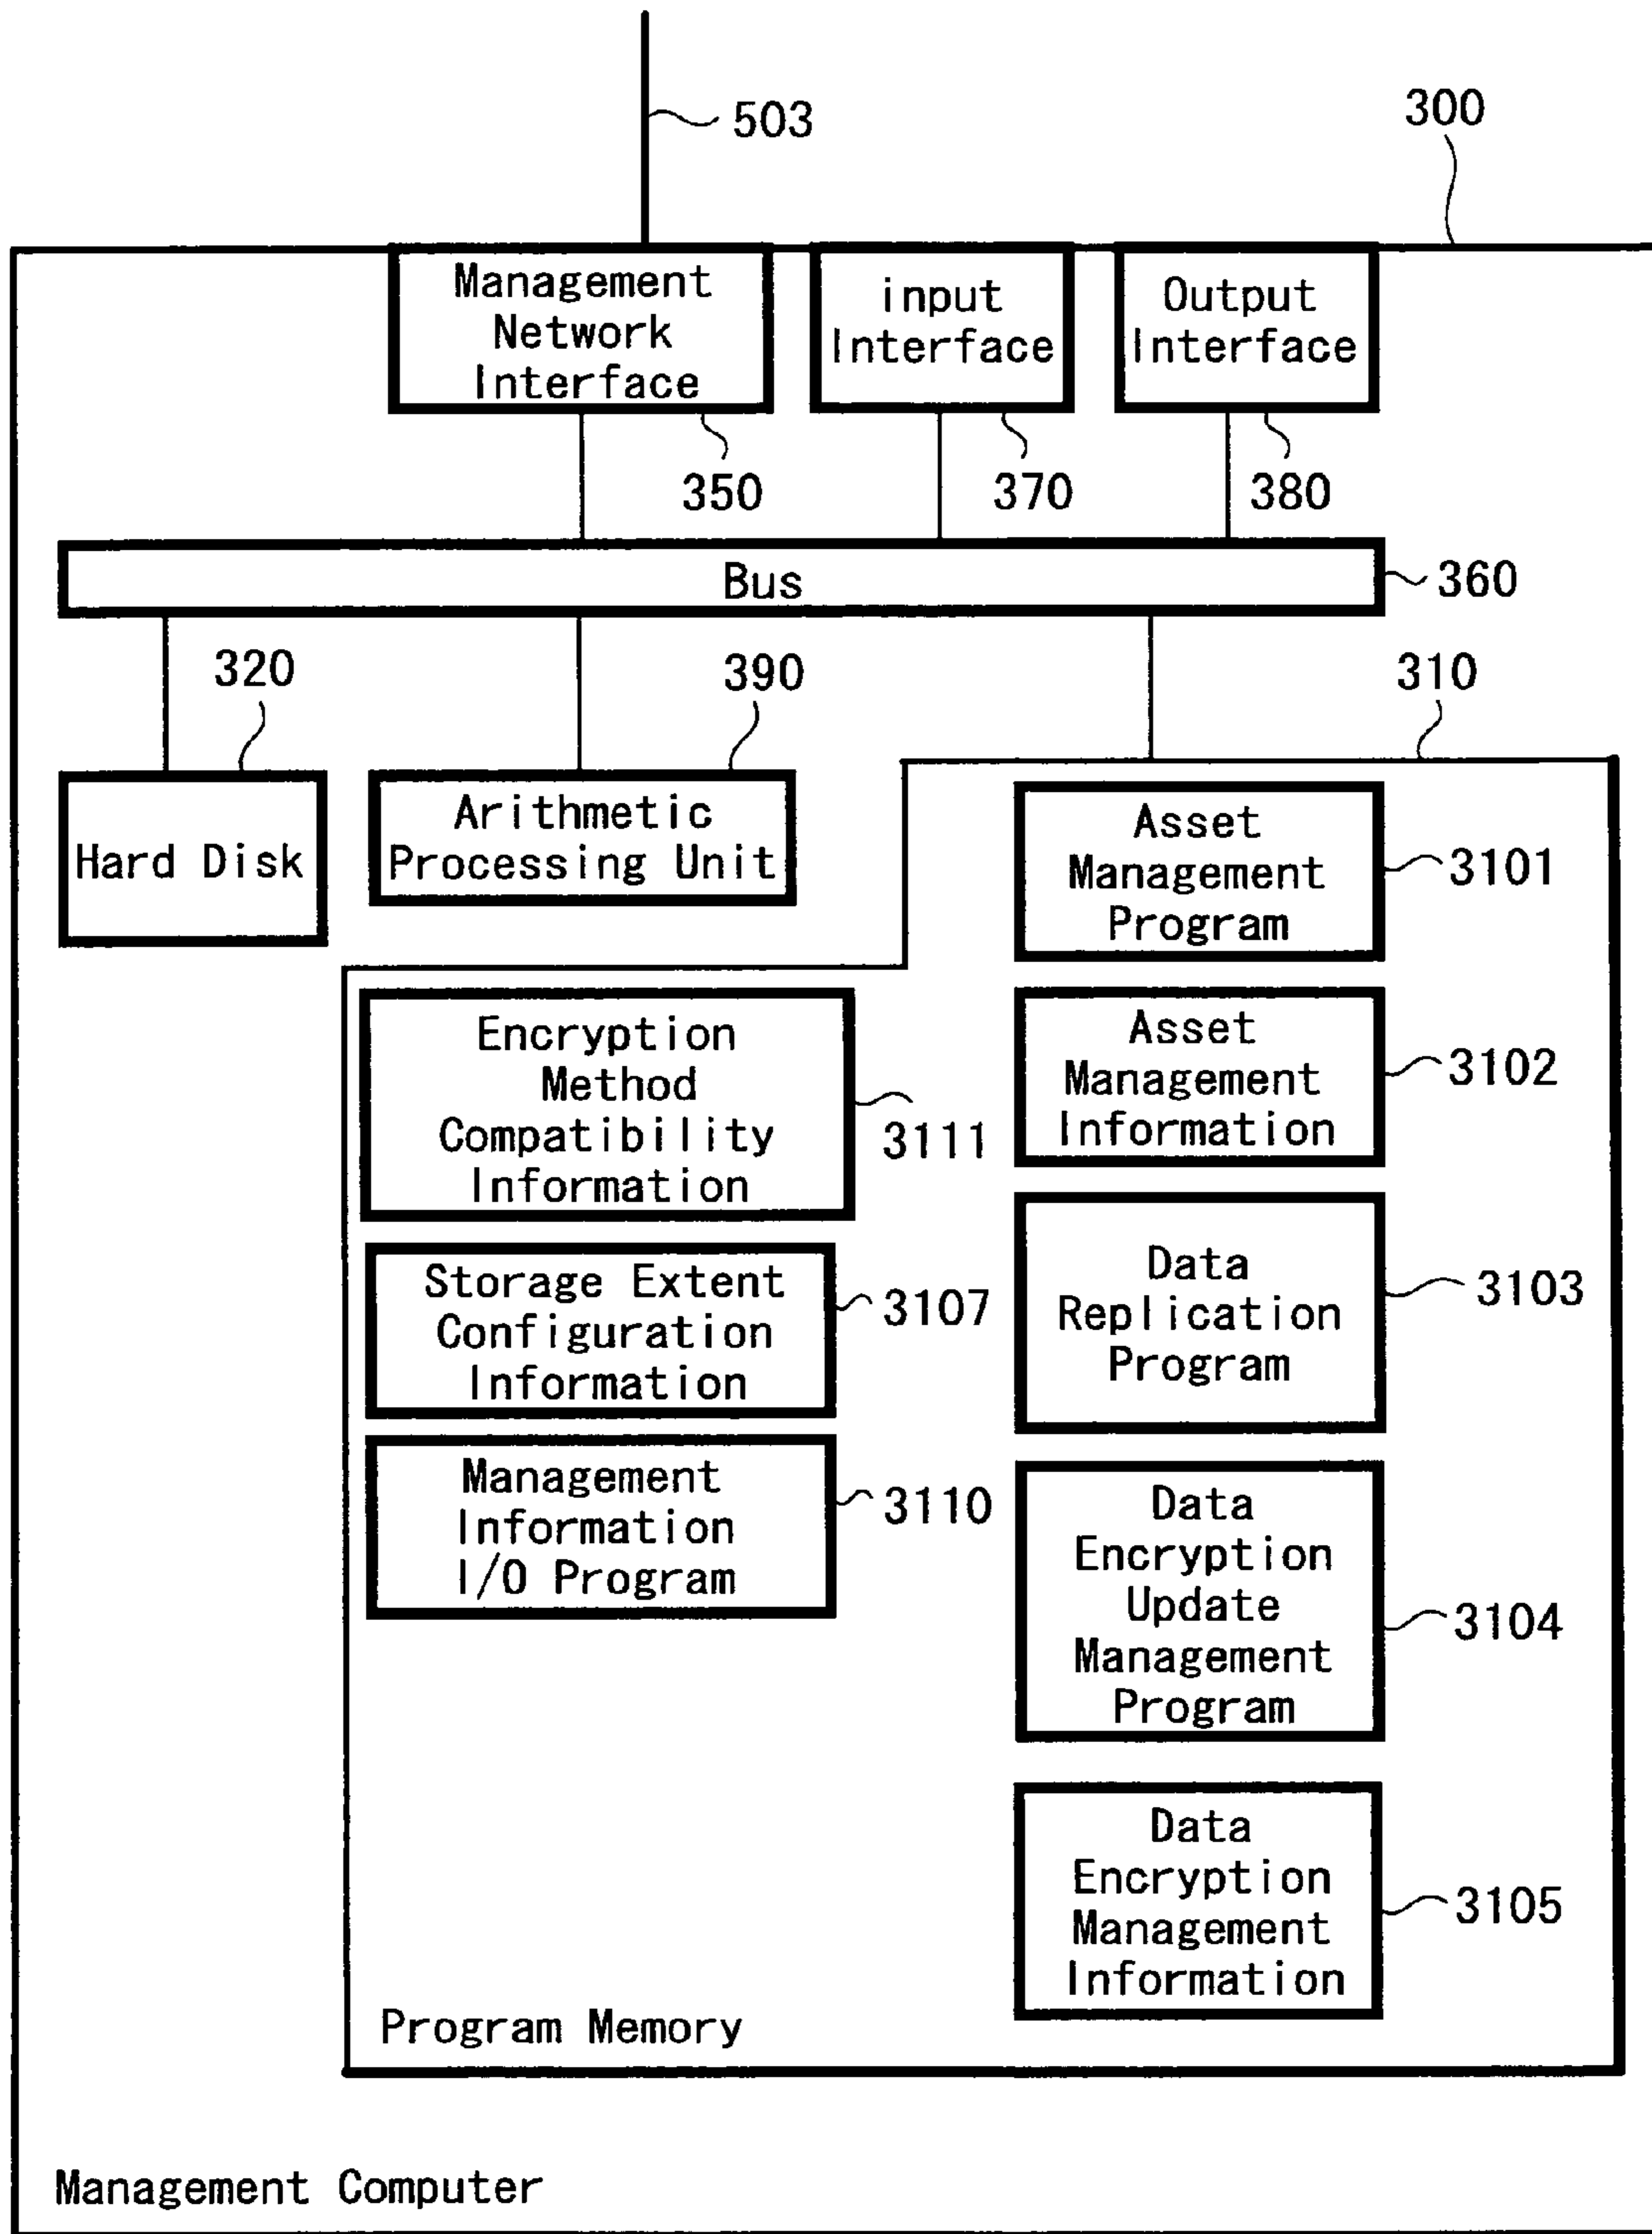 503
300
Management
Network
Interface
input
Interface
Output
Interface
350
370
380
Bus
360
320
390
310
Hard Disk
Arithmetic
Processing Unit
Asset
Management
Program
3101
Encryption
Method
Compatibility
Information
3111
Asset
Management
Information
3102
Storage Extent
Configuration
Information
3107
Data
Replication
Program
3103
Management
Information
I/O Program
3110
Data
Encryption
Update
Management
Program
3104
Data
Encryption
Management
Information
3105
Program Memory
Management Computer